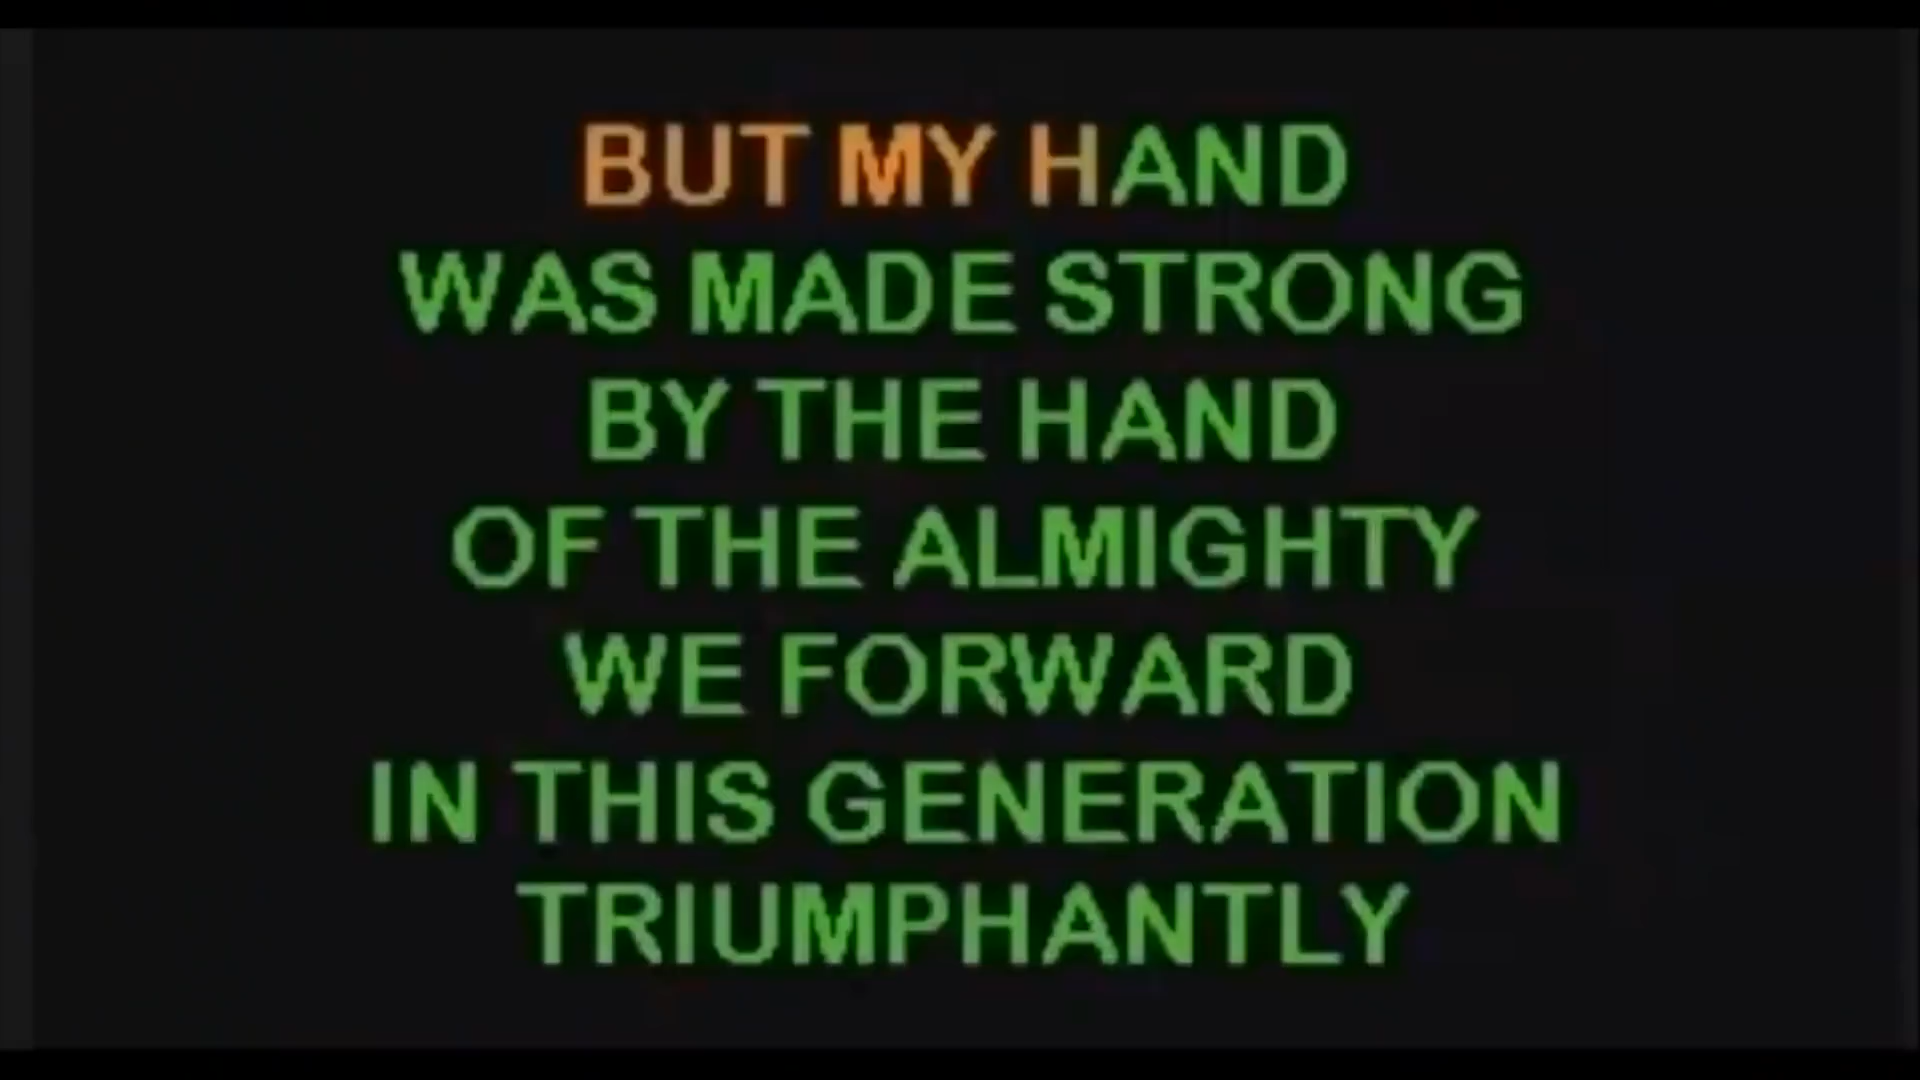 BUT MY HAND
WAS MADE STRONG
BY THE HAND
OF THE ALMIGHTY
WE FORWARD
IN THIS GENERATION
TRIUMPHANTLY